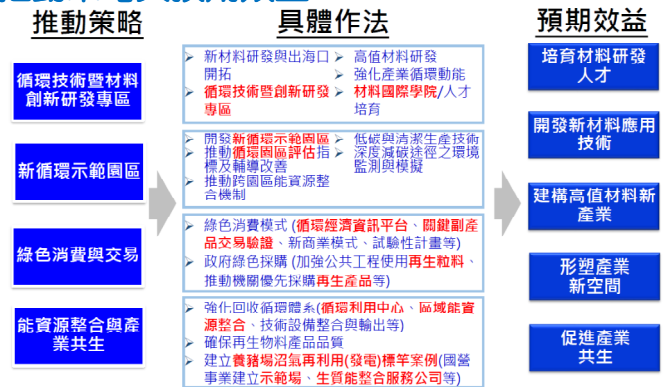 推動策略
具體作法
預期效益
循環技術暨材料
創新研發專區
新循環示範園區
綠色消費與交易
能資源整合與產
業共生
➢ 新材料研發與出海口
開拓
➢ 循環技術暨創新研發
專區
➢ 高值材料研發
➢ 強化產業循環動能
➢ 材料國際學院/人才
培育
➢ 開發新循環示範園區
➢ 推動循環園區評估指
標及輔導改善
➢ 推動跨園區能資源整
合機制
➢ 低碳與清潔生產技術
➢ 深度減碳途徑之環境
監測與模擬
➢ 綠色消費模式 (循環經濟資訊平台、關鍵副產
品交易驗證、新商業模式、試驗性計畫等)
➢ 政府綠色採購 (加強公共工程使用再生粒料、
推動機關優先採購再生產品等)
➢ 強化回收循環體系(循環利用中心、區域能資
源整合、技術設備整合與輸出等)
➢ 確保再生物料產品品質
➢ 建立養豬場沼氣再利用(發電)標竿案例(國營
事業建立示範場、生質能整合服務公司等)
培育材料研發
人才
開發新材料應用
技術
建構高值材料新
產業
形塑產業
新空間
促進產業
共生